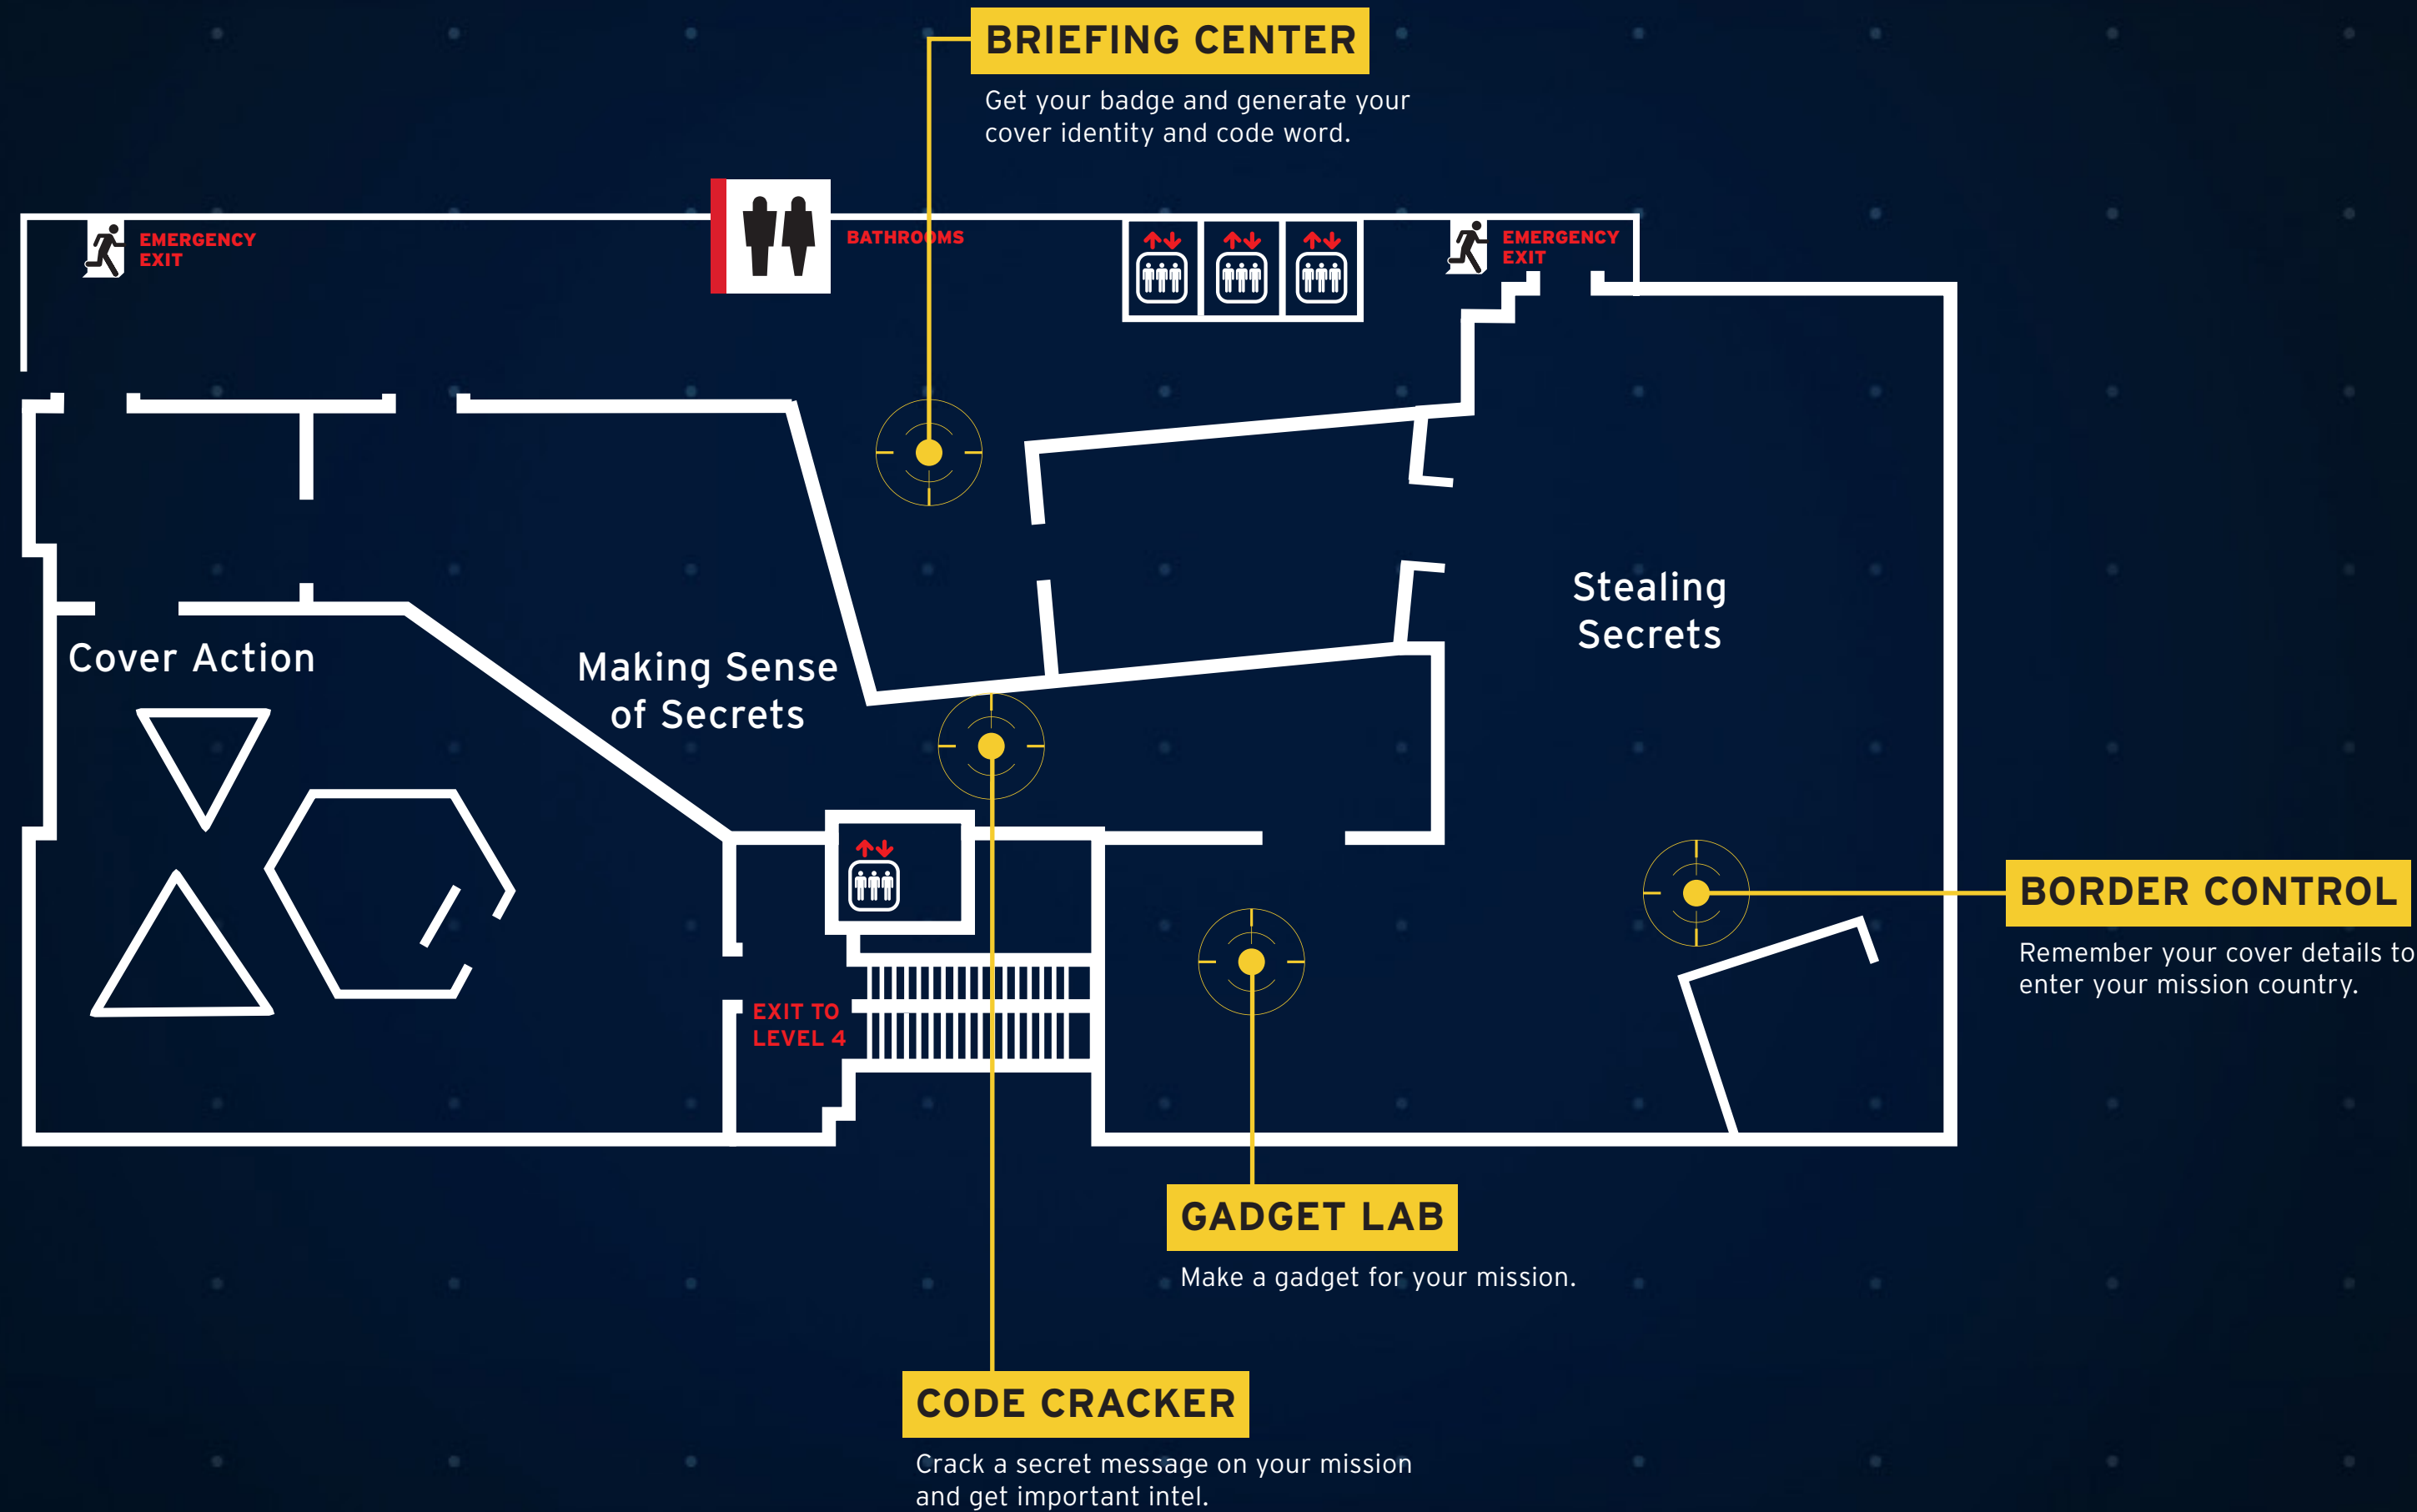 BRIEFING CENTER
Get your badge and generate your
cover identity and code word.
EMERGENCY
EXIT
BATHROOMS
EMERGENCY
EXIT
Stealing
Secrets
Cover Action
Making Sense
of Secrets
BORDER CONTROL
Remember your cover details to
enter your mission country.
EXIT TO
LEVEL 4
GADGET LAB
Make a gadget for your mission.
CODE CRACKER
Crack a secret message on your mission
and get important intel.